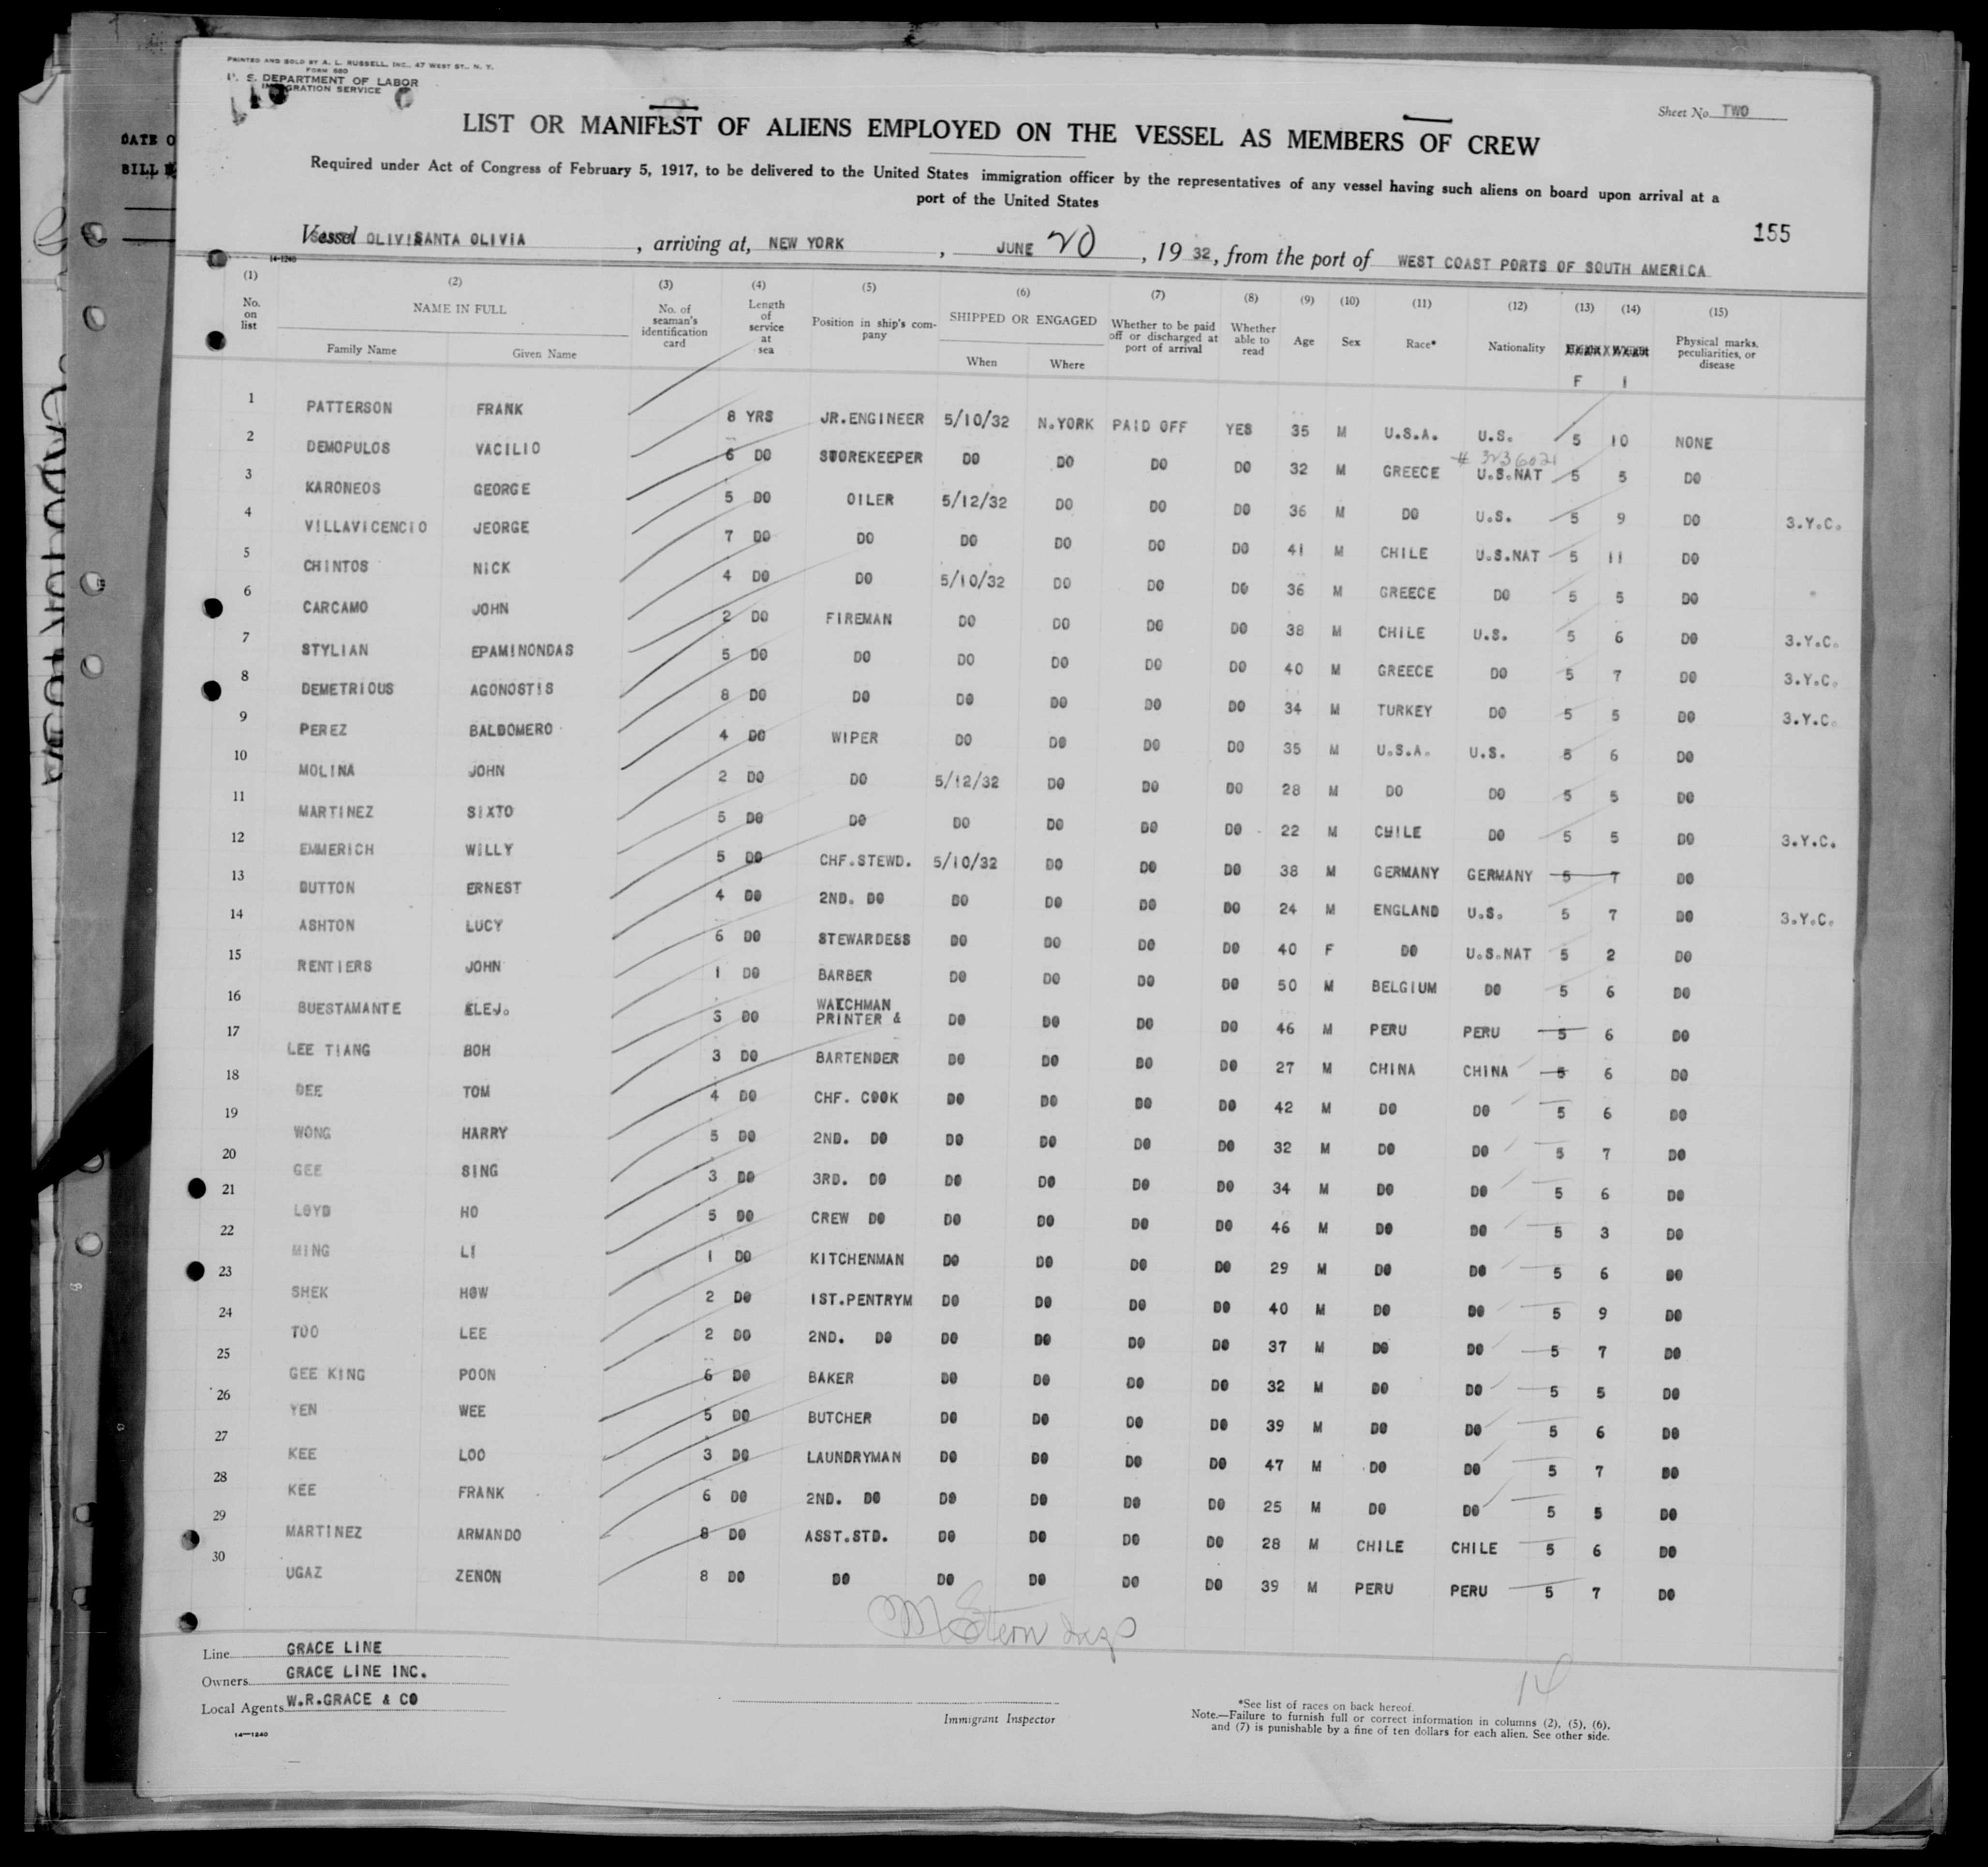 PRINTED AND SOLD BY A. L. RUSSELL, INC., 47 WEST ST., N. Y.
FORM 680
U. S. DEPARTMENT OF LABOR
IMMIGRATION SERVICE
Sheet No. TWO
LIST OR MANIFEST OF ALIENS EMPLOYED ON THE VESSEL AS MEMBERS OF CREW
Required under Act of Congress of February 5, 1917, to be delivered to the United States immigration officer by the representatives of any vessel having such aliens on board upon arrival at a
port of the United States
155
Vessel SANTA OLIVIA, arriving at, NEW YORK, JUNE 20, 1932, from the port of WEST COAST PORTS OF SOUTH AMERICA
14-1240
(1) (2) (3) (4) (5) (6) (7) (8) (9) (10) (11) (12) (13) (14) (15)
No. on list NAME IN FULL No. of seaman's identification card Length of service at sea Position in ship's company SHIPPED OR ENGAGED Whether to be paid off or discharged at port of arrival Whether able to read Age Sex Race* Nationality Physical marks, peculiarities, or disease
Family Name Given Name When Where F I
1 PATTERSON FRANK 8 YRS JR.ENGINEER 5/10/32 N.YORK PAID OFF YES 35 M U.S.A. U.S. 5 10 NONE
# 3236021
2 DEMOPULOS VACILIO 6 DO STOREKEEPER DO DO DO DO 32 M GREECE U.S.NAT 5 5 DO
3 KARONEOS GEORGE 5 DO OILER 5/12/32 DO DO DO 36 M DO U.S. 5 9 DO 3.Y.C.
4 VILLAVICENCIO JEORGE 7 DO DO DO DO DO DO 41 M CHILE U.S.NAT 5 11 DO
5 CHINTOS NICK 4 DO DO 5/10/32 DO DO DO 36 M GREECE DO 5 5 DO
6 CARCAMO JOHN 2 DO FIREMAN DO DO DO DO 38 M CHILE U.S. 5 6 DO 3.Y.C.
7 STYLIAN EPAMINONDAS 5 DO DO DO DO DO DO 40 M GREECE DO 5 7 DO 3.Y.C.
8 DEMETRIOUS AGONOSTIS 8 DO DO DO DO DO DO 34 M TURKEY DO 5 5 DO 3.Y.C.
9 PEREZ BALDOMERO 4 DO WIPER DO DO DO DO 35 M U.S.A. U.S. 5 6 DO
10 MOLINA JOHN 2 DO DO 5/12/32 DO DO DO 28 M DO DO 5 5 DO
11 MARTINEZ SIXTO 5 DO DO DO DO DO DO 22 M CHILE DO 5 5 DO 3.Y.C.
12 EMMERICH WILLY 5 DO CHF.STEWD. 5/10/32 DO DO DO 38 M GERMANY GERMANY 5 7 DO
13 DUTTON ERNEST 4 DO 2ND. DO DO DO DO DO 24 M ENGLAND U.S. 5 7 DO 3.Y.C.
14 ASHTON LUCY 6 DO STEWARDESS DO DO DO DO 40 F DO U.S.NAT 5 2 DO
15 RENTIERS JOHN 1 DO BARBER DO DO DO DO 50 M BELGIUM DO 5 6 DO
WATCHMAN
16 BUESTAMANTE ELEJ. 3 DO PRINTER & DO DO DO DO 46 M PERU PERU 5 6 DO
17 LEE TIANG BOH 3 DO BARTENDER DO DO DO DO 27 M CHINA CHINA 5 6 DO
18 DEE TOM 4 DO CHF. COOK DO DO DO DO 42 M DO DO 5 6 DO
19 WONG HARRY 5 DO 2ND. DO DO DO DO DO 32 M DO DO 5 7 DO
20 GEE SING 3 DO 3RD. DO DO DO DO DO 34 M DO DO 5 6 DO
21 LOYD HO 5 DO CREW DO DO DO DO DO 46 M DO DO 5 3 DO
22 MING LI 1 DO KITCHENMAN DO DO DO DO 29 M DO DO 5 6 DO
23 SHEK HOW 2 DO 1ST.PENTRYM DO DO DO DO 40 M DO DO 5 9 DO
24 TOO LEE 2 DO 2ND. DO DO DO DO DO 37 M DO DO 5 7 DO
25 GEE KING POON 6 DO BAKER DO DO DO DO 32 M DO DO 5 5 DO
26 YEN WEE 5 DO BUTCHER DO DO DO DO 39 M DO DO 5 6 DO
27 KEE LOO 3 DO LAUNDRYMAN DO DO DO DO 47 M DO DO 5 7 DO
28 KEE FRANK 6 DO 2ND. DO DO DO DO DO 25 M DO DO 5 5 DO
29 MARTINEZ ARMANDO 8 DO ASST.STD. DO DO DO DO 28 M CHILE CHILE 5 6 DO
30 UGAZ ZENON 8 DO DO DO DO DO DO 39 M PERU PERU 5 7 DO
M Stern Insp
Line GRACE LINE
Owners GRACE LINE INC.
Local Agents W.R.GRACE & CO
14—1240
Immigrant Inspector
14
*See list of races on back hereof.
Note.—Failure to furnish full or correct information in columns (2), (5), (6),
and (7) is punishable by a fine of ten dollars for each alien. See other side.
DATE O
BILL